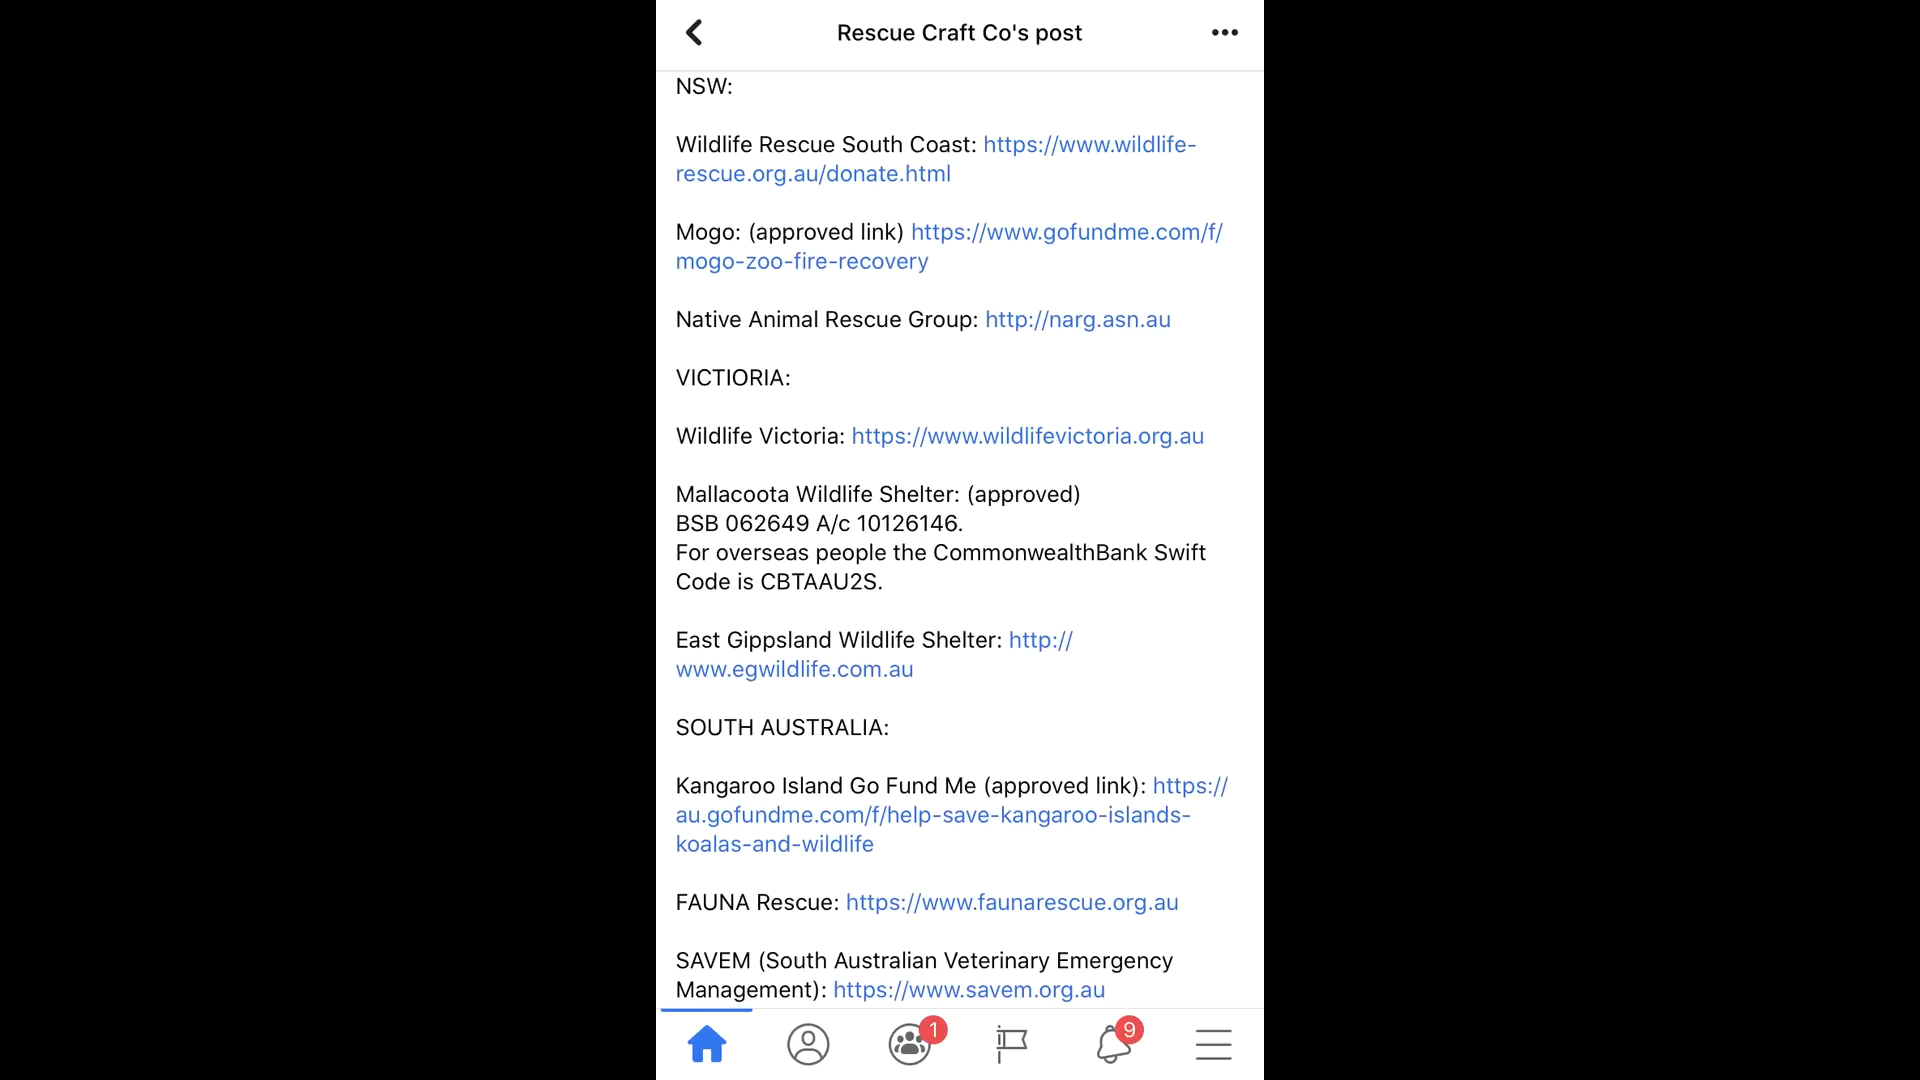 Rescue Craft Co's post
NSW:
Wildlife Rescue South Coast: https://www.wildlife-
rescue.org.au/donate.html
Mogo: (approved link) https://www.gofundme.com/f/
mogo-zoo-fire-recovery
Native Animal Rescue Group: http://narg.asn.au
VICTIORIA:
Wildlife Victoria: https://www.wildlifevictoria.org.au
Mallacoota Wildlife Shelter: (approved)
BSB 062649 A/c 10126146.
For overseas people the CommonwealthBank Swift
Code is CBTAAU2S.
East Gippsland Wildlife Shelter: http://
www.egwildlife.com.au
SOUTH AUSTRALIA:
Kangaroo Island Go Fund Me (approved link): https://
au.gofundme.com/f/help-save-kangaroo-islands-
koalas-and-wildlife
FAUNA Rescue: https://www.faunarescue.org.au
SAVEM (South Australian Veterinary Emergency
Management): https://www.savem.org.au
1
9